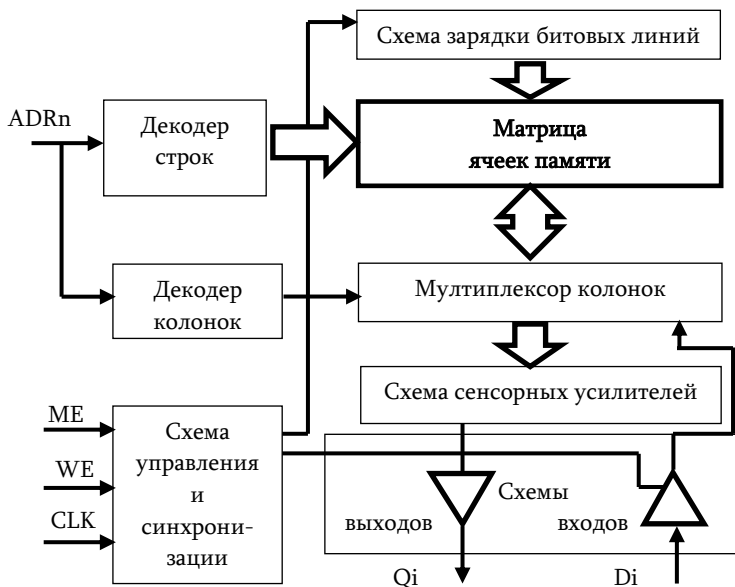 Схема зарядки битовых линий
ADRn
Декодер
строк
Матрица
ячеек памяти
Декодер
колонок
Мултиплексор колонок
Схема сенсорных усилителей
ME
WE
CLK
Схема
управления
и
синхрони-
зации
Схемы
выходов
входов
Qi
Di